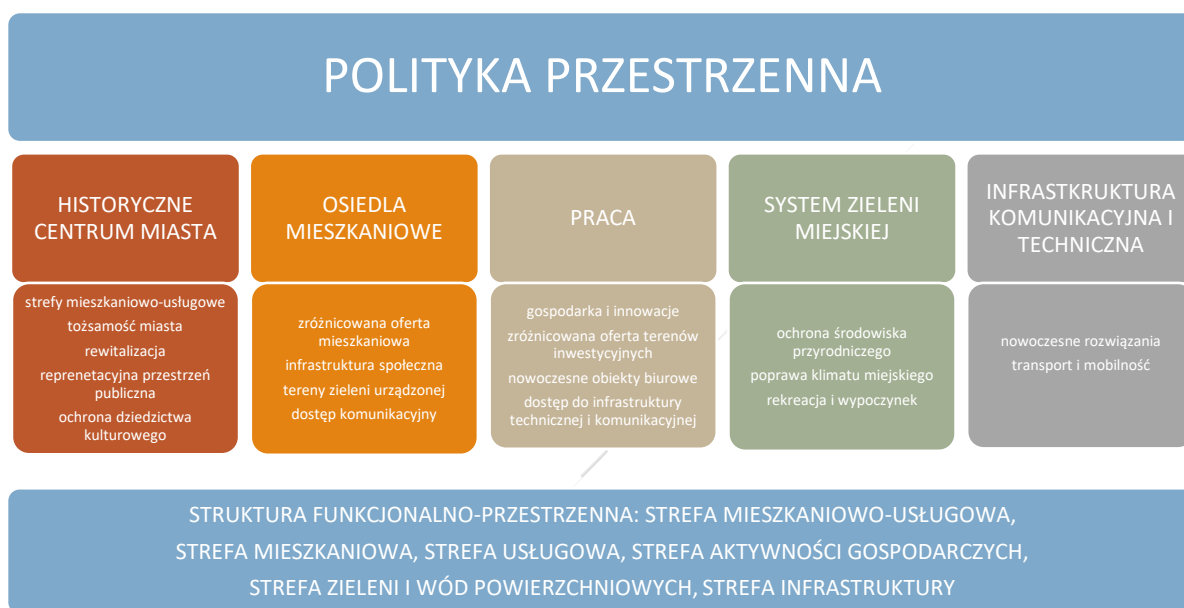 POLITYKA PRZESTRZENNA
HISTORYCZNE
CENTRUM MIASTA
strefy mieszkaniowo-usługowe
tożsamość miasta
rewitalizacja
reprenetacyjna przestrzeń
publiczna
ochrona dziedzictwa
kulturowego
OSIEDLA
MIESZKANIOWE
zróżnicowana oferta
mieszkaniowa
infrastruktura społeczna
tereny zieleni urządzonej
dostęp komunikacyjny
PRACA
gospodarka i innowacje
zróżnicowana oferta terenów
inwestycyjnych
nowoczesne obiekty biurowe
dostęp do infrastruktury
technicznej i komunikacyjnej
SYSTEM ZIELENI
MIEJSKIEJ
ochrona środowiska
przyrodniczego
poprawa klimatu miejskiego
rekreacja i wypoczynek
INFRASTKRUKTURA
KOMUNIKACYJNA I
TECHNICZNA
nowoczesne rozwiązania
transport i mobilność
STRUKTURA FUNKCJONALNO-PRZESTRZENNA: STREFA MIESZKANIOWO-USŁUGOWA,
STREFA MIESZKANIOWA, STREFA USŁUGOWA, STREFA AKTYWNOŚCI GOSPODARCZYCH,
STREFA ZIELENI I WÓD POWIERZCHNIOWYCH, STREFA INFRASTRUKTURY